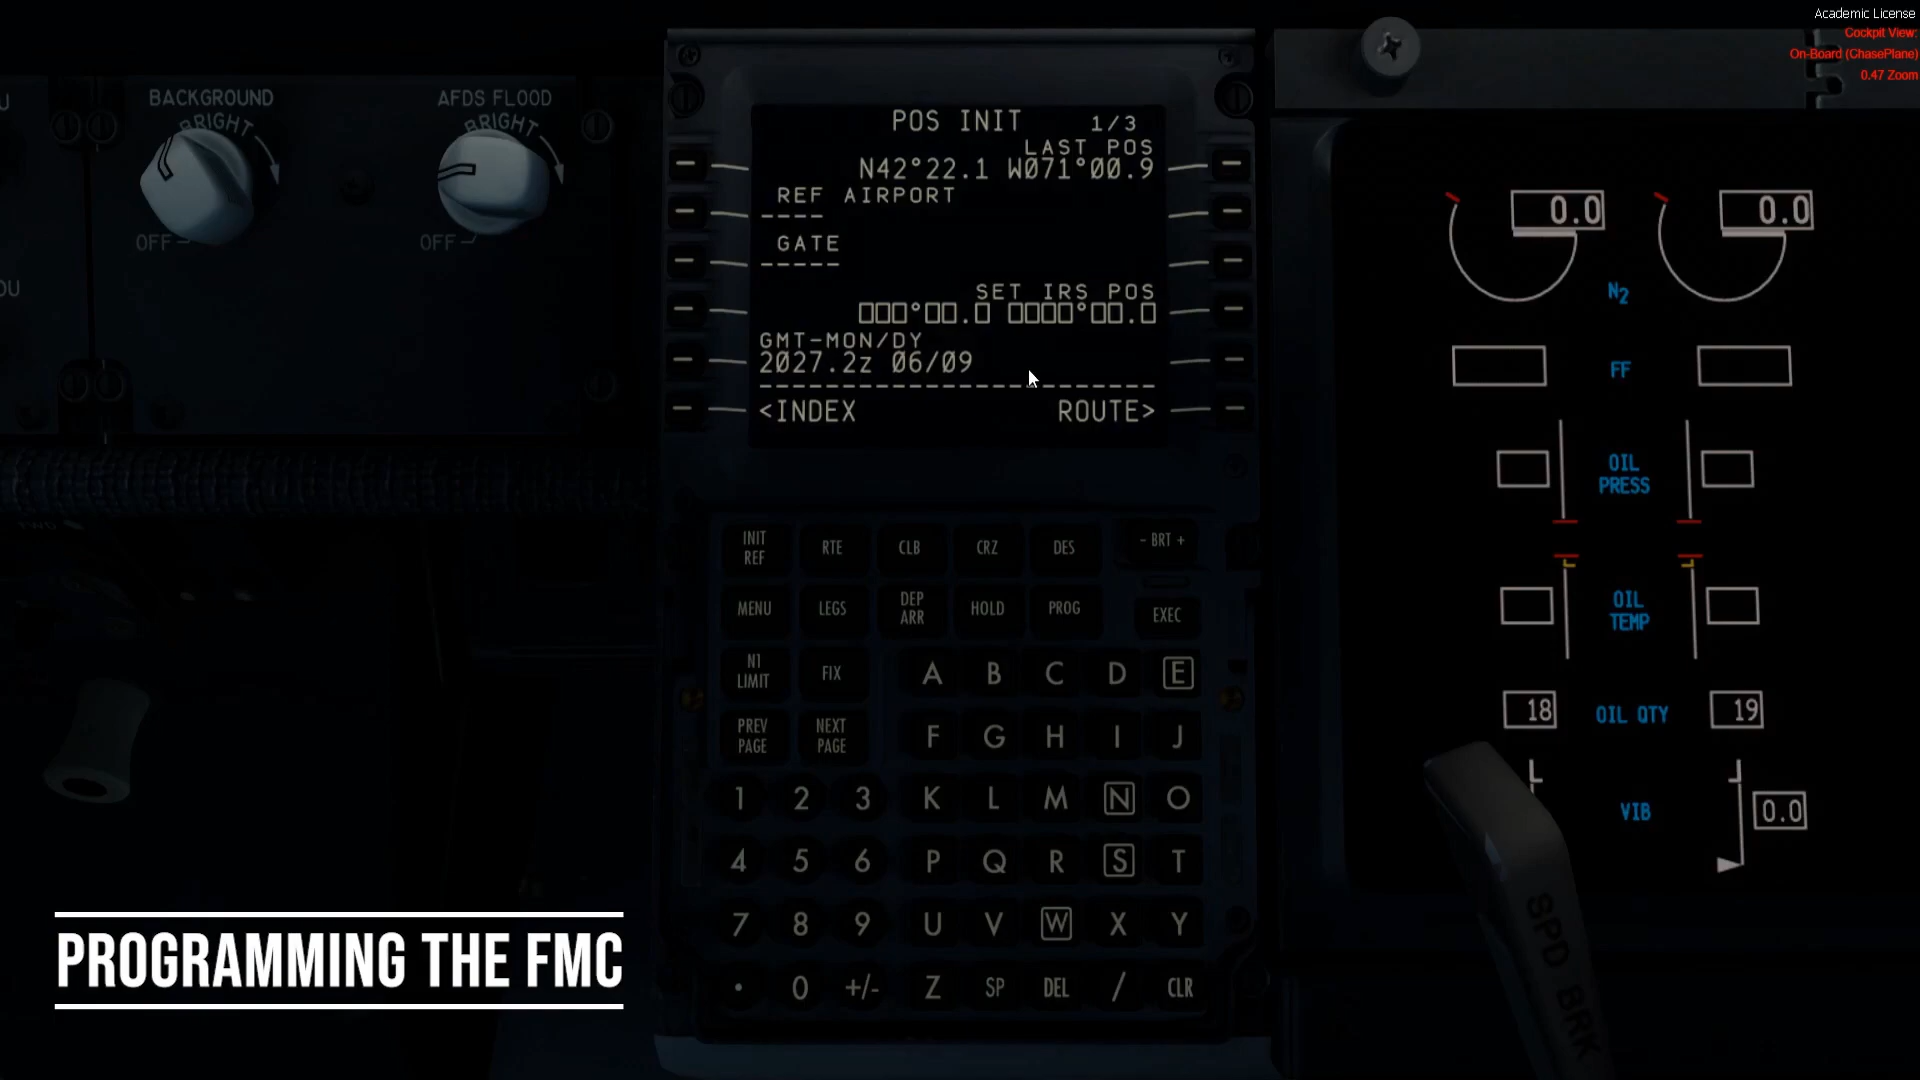 Academic License
Cockpit View:
On-Board (ChasePlane)
0.47 Zoom
BACKGROUND
BRIGHT
OFF
AFDS FLOOD
BRIGHT
OFF
POS INIT 1/3
LAST POS
N42°22.1 W071°00.9
REF AIRPORT
----
GATE
-----
SET IRS POS
□□□°□□.□ □□□□°□□.□
GMT-MON/DY
2027.2z 06/09
------------------------
<INDEX ROUTE>
INIT REF
RTE
CLB
CRZ
DES
- BRT +
MENU
LEGS
DEP ARR
HOLD
PROG
EXEC
N1 LIMIT
FIX
A B C D E
PREV PAGE
NEXT PAGE
F G H I J
1 2 3 K L M N O
4 5 6 P Q R S T
7 8 9 U V W X Y
. 0 +/- Z SP DEL / CLR
0.0 0.0
N2
FF
OIL
PRESS
OIL
TEMP
18 OIL QTY 19
VIB 0.0
SPD BRK
PROGRAMMING THE FMC